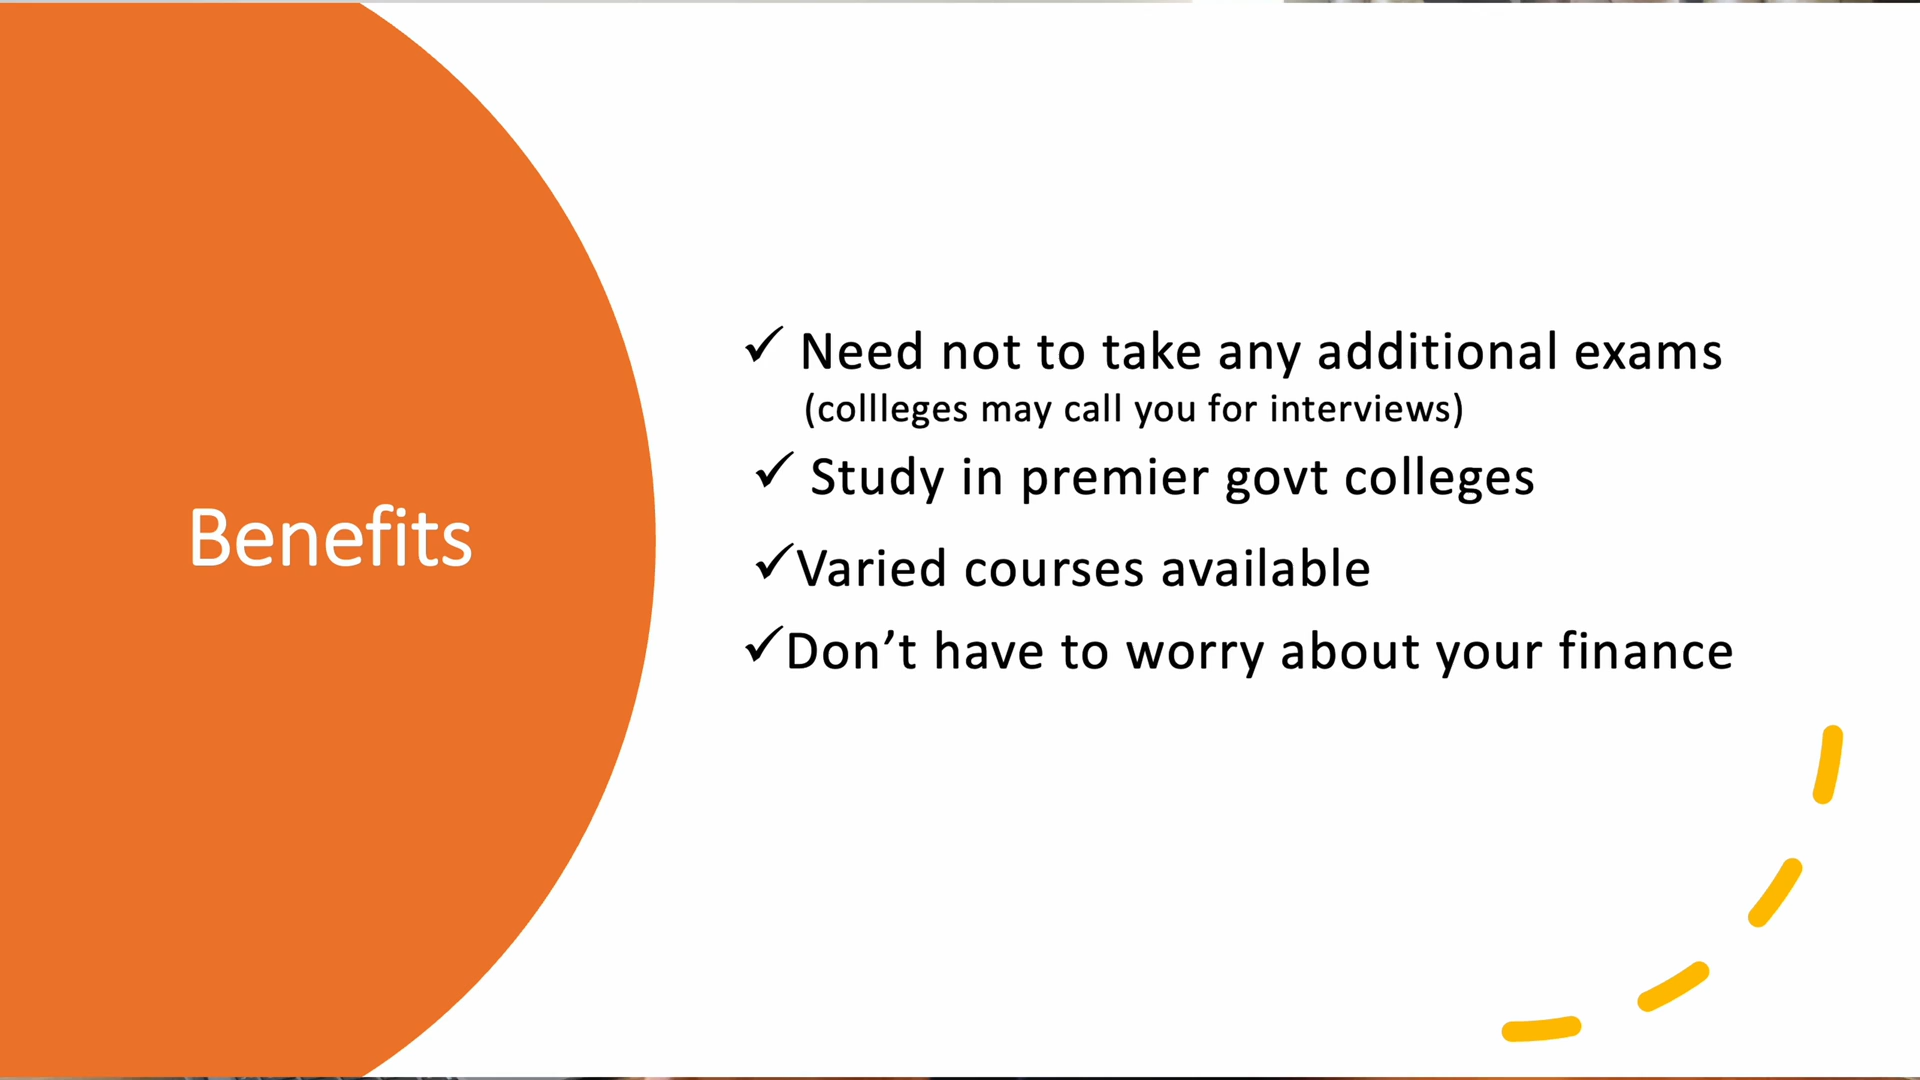 Benefits
✓ Need not to take any additional exams
(collleges may call you for interviews)
✓ Study in premier govt colleges
✓Varied courses available
✓Don’t have to worry about your finance